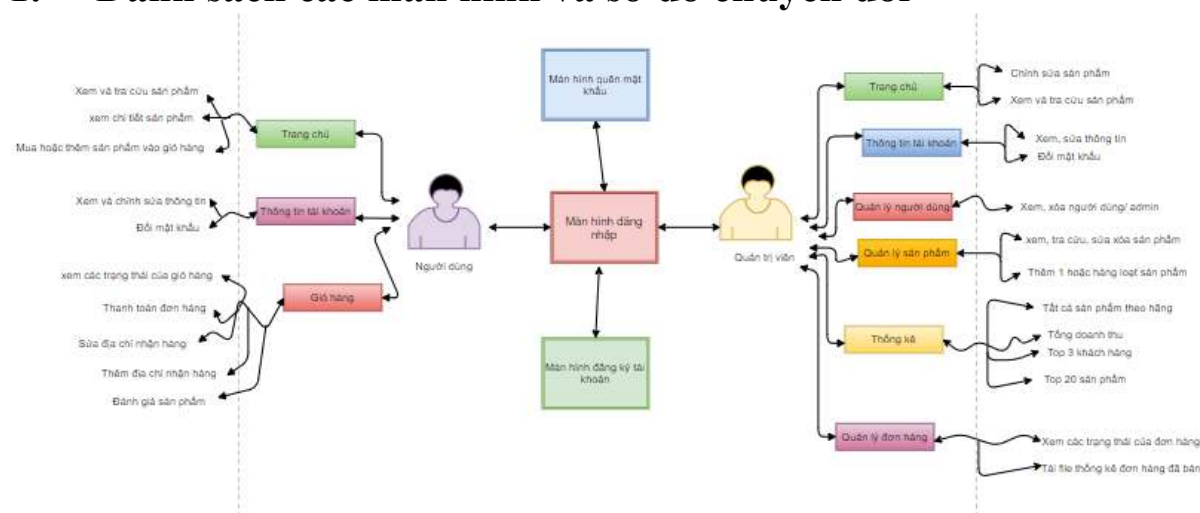 1. Danh sách các màn hình và sơ đồ chuyển đổi
Xem và tra cứu sản phẩm
xem chi tiết sản phẩm
Mua hoặc thêm sản phẩm vào giỏ hàng
Trang chủ
Xem và chỉnh sửa thông tin
Đổi mật khẩu
Thông tin tài khoản
xem các trạng thái của giỏ hàng
Thanh toán đơn hàng
Sửa địa chỉ nhận hàng
Thêm địa chỉ nhận hàng
Đánh giá sản phẩm
Giỏ hàng
Người dùng
Màn hình quên mật
khẩu
Màn hình đăng
nhập
Màn hình đăng ký tài
khoản
Quản trị viên
Trang chủ
Chỉnh sửa sản phẩm
Xem và tra cứu sản phẩm
Thông tin tài khoản
Xem, sửa thông tin
Đổi mật khẩu
Quản lý người dùng
Xem, xóa người dùng/ admin
Quản lý sản phẩm
xem, tra cứu, sửa xóa sản phẩm
Thêm 1 hoặc hàng loạt sản phẩm
Thống kê
Tất cả sản phẩm theo hãng
Tổng doanh thu
Top 3 khách hàng
Top 20 sản phẩm
Quản lý đơn hàng
Xem các trạng thái của đơn hàng
Tải file thống kê đơn hàng đã bán